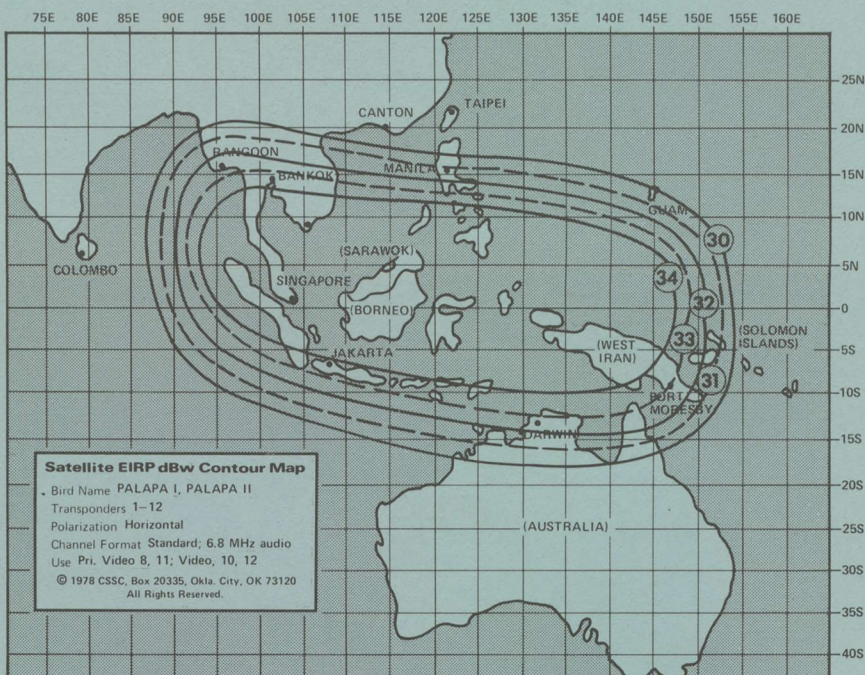 75E 80E 85E 90E 95E 100E 105E 110E 115E 120E 125E 130E 135E 140E 145E 150E 155E 160E
25N
CANTON
TAIPEI
20N
RANGOON
MANILA
15N
BANKOK
GUAM
10N
30
(SARAWOK)
COLOMBO
5N
SINGAPORE
34
32
(BORNEO)
0
(SOLOMON
ISLANDS)
33
(WEST
IRAN)
5S
JAKARTA
31
10S
PORT
MORESBY
DARWIN
15S
Satellite EIRP dBw Contour Map
Bird Name PALAPA I, PALAPA II
Transponders 1–12
Polarization Horizontal
Channel Format Standard; 6.8 MHz audio
Use Pri. Video 8, 11; Video, 10, 12
© 1978 CSSC, Box 20335, Okla. City, OK 73120
All Rights Reserved.
20S
25S
(AUSTRALIA)
30S
35S
40S